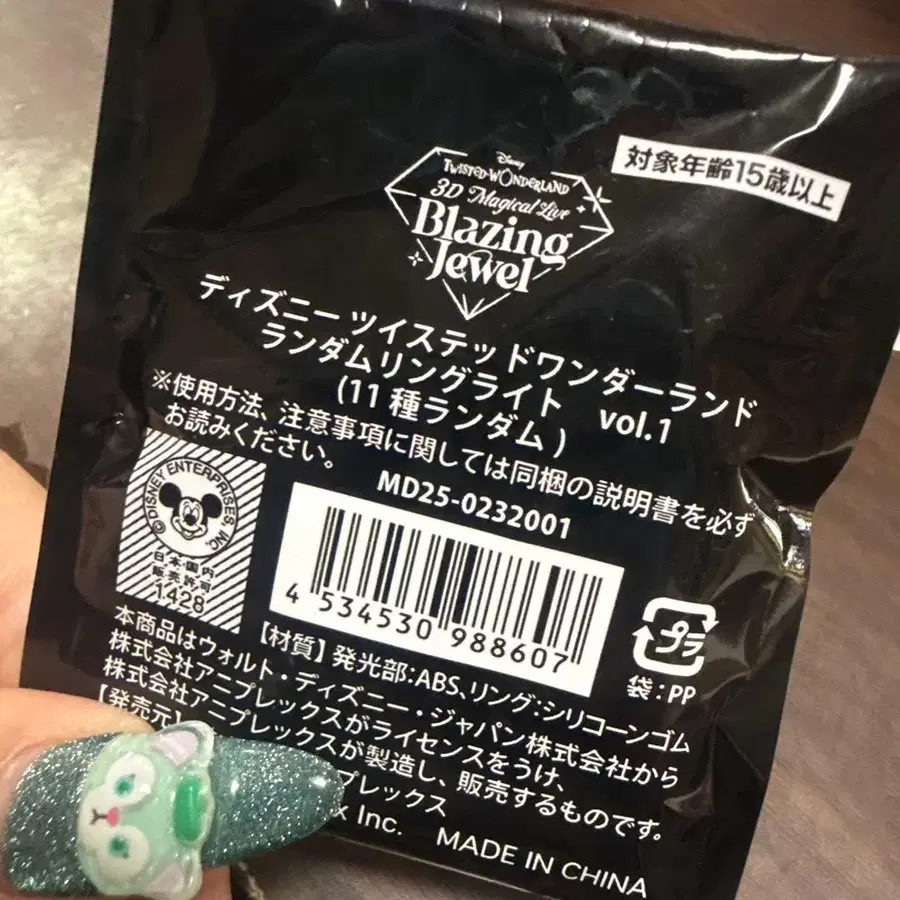 対象年齢15歳以上
Disney
TWISTED-WONDERLAND
3D Magical Live
Blazing
Jewel
ディズニー ツイステッドワンダーランド
ランダムリングライト vol.1
(11 種ランダム)
※使用方法、注意事項に関しては同梱の説明書を必ず
お読みください。
MD25-0232001
© DISNEY ENTERPRISES, INC
日本国内
販売許可
1428
4 534530 988607
プラ
袋:PP
【材質】発光部:ABS、リング:シリコーンゴム
本商品はウォルト・ディズニー・ジャパン株式会社から
株式会社アニプレックスがライセンスをうけ、
株式会社アニプレックスが製造し、販売するものです。
【発売元】
プレックス
x Inc.
MADE IN CHINA